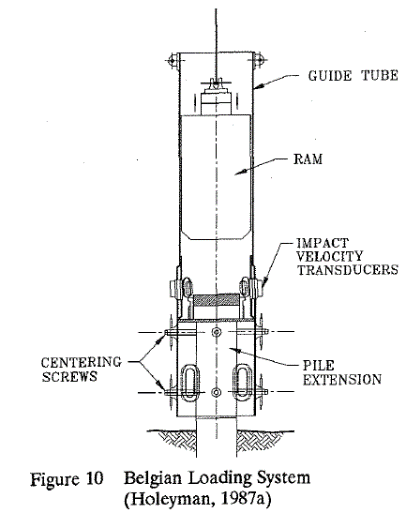 GUIDE TUBE
RAM
IMPACT
VELOCITY
TRANSDUCERS
CENTERING
SCREWS
PILE
EXTENSION
Figure 10 Belgian Loading System
(Holeyman, 1987a)